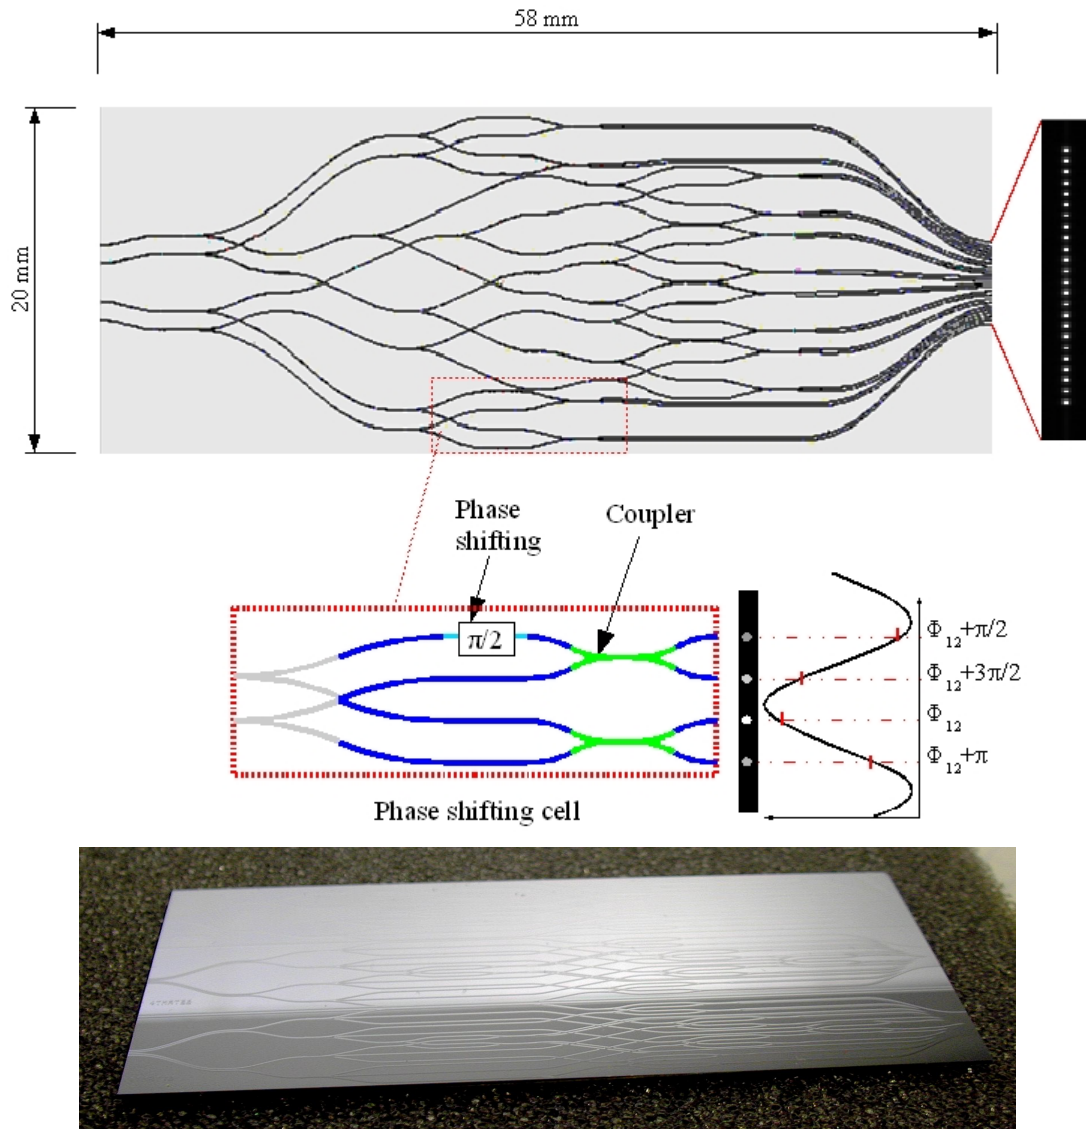 58 mm
20 mm
Phase
shifting
Coupler
π/2
Φ12+π/2
Φ12+3π/2
Φ12
Φ12+π
Phase shifting cell